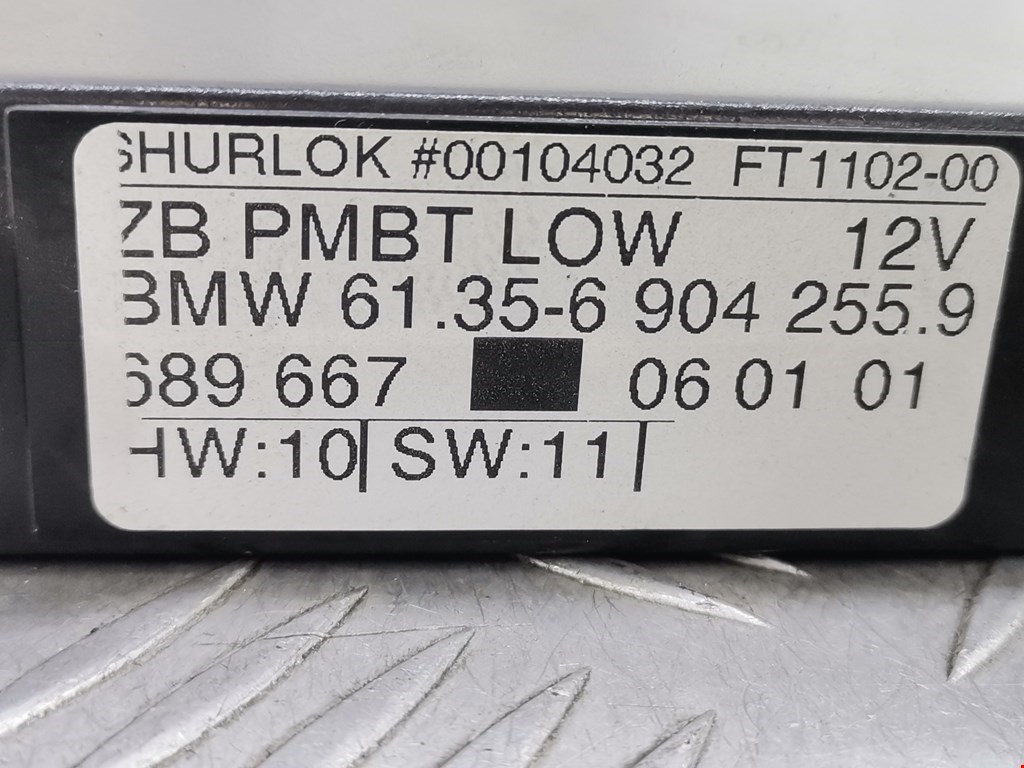 SHURLOK #00104032 FT1102-00
ZB PMBT LOW 12V
BMW 61.35-6 904 255.9
689 667 06 01 01
HW:10 SW:11